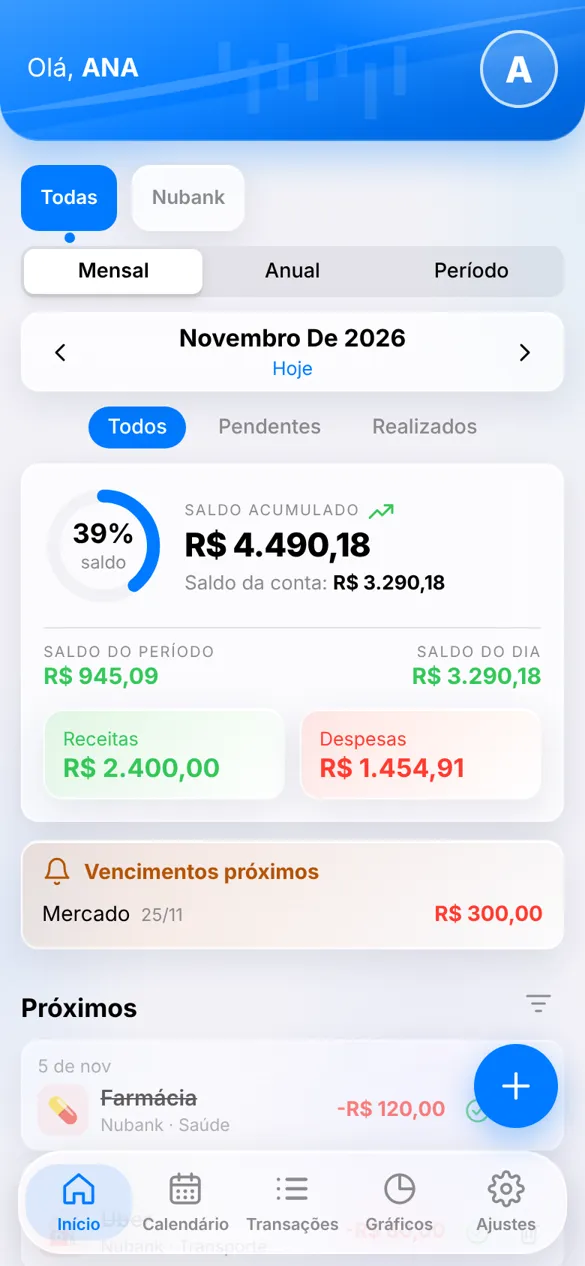 Olá, ANA
A
Todas
Nubank
Mensal
Anual
Período
Novembro De 2026
Hoje
Todos
Pendentes
Realizados
39%
saldo
SALDO ACUMULADO
R$ 4.490,18
Saldo da conta: R$ 3.290,18
SALDO DO PERÍODO
R$ 945,09
SALDO DO DIA
R$ 3.290,18
Receitas
R$ 2.400,00
Despesas
R$ 1.454,91
Vencimentos próximos
Mercado 25/11
R$ 300,00
Próximos
5 de nov
Farmácia
Nubank · Saúde
-R$ 120,00
Uber
Nubank · Transporte
Início
Calendário
Transações
Gráficos
Ajustes